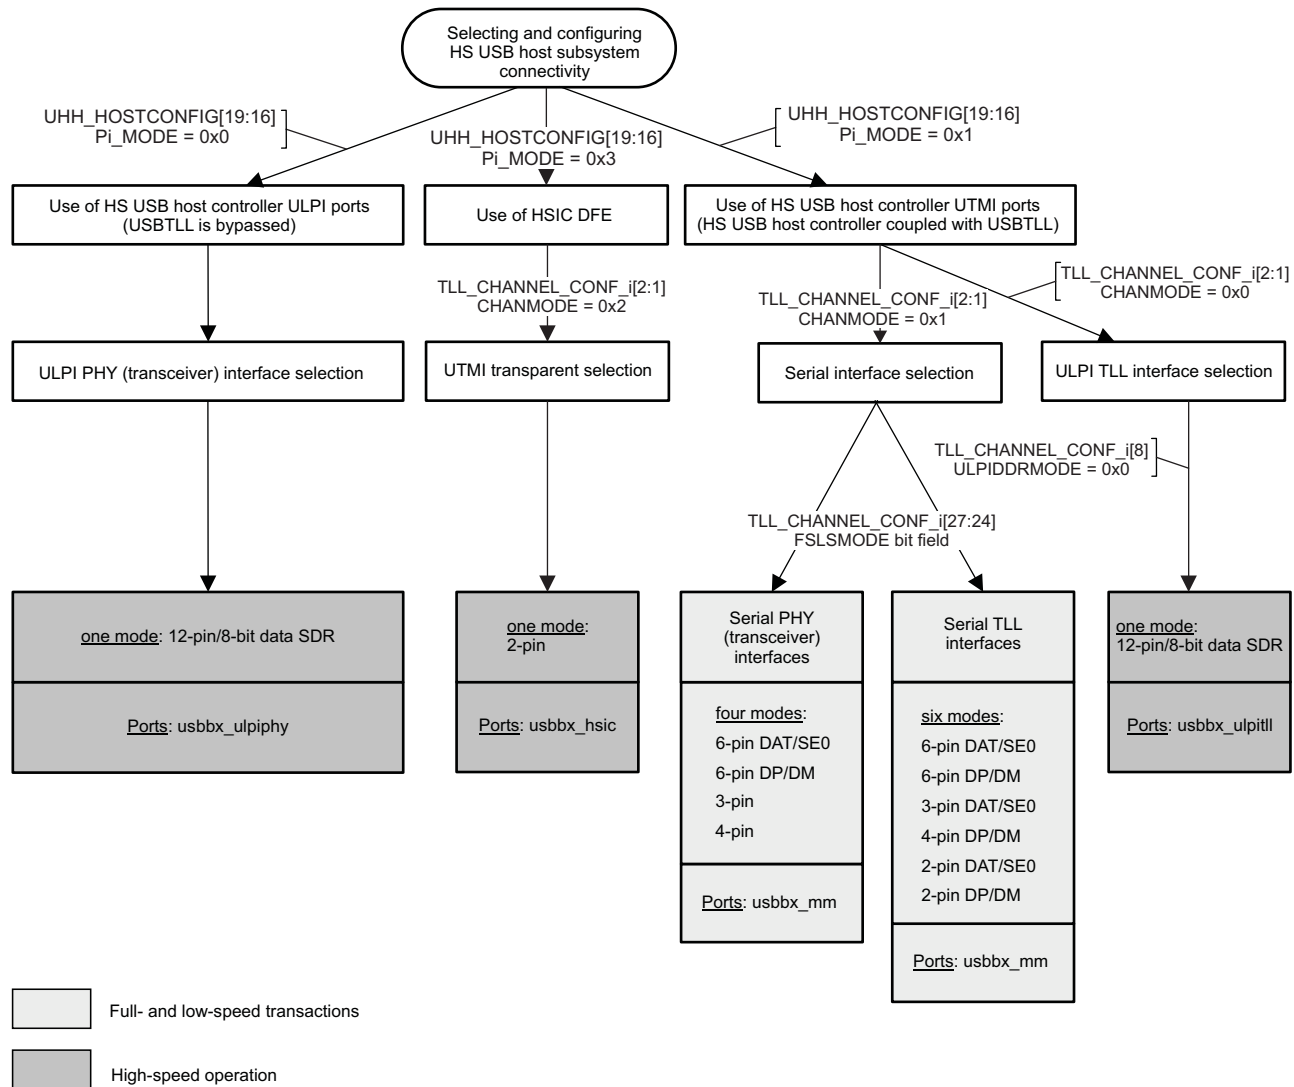 Selecting and configuring
HS USB host subsystem
connectivity
UHH_HOSTCONFIG[19:16]
Pi_MODE = 0x0
UHH_HOSTCONFIG[19:16]
Pi_MODE = 0x3
UHH_HOSTCONFIG[19:16]
Pi_MODE = 0x1
Use of HS USB host controller ULPI ports
(USBTLL is bypassed)
Use of HSIC DFE
Use of HS USB host controller UTMI ports
(HS USB host controller coupled with USBTLL)
TLL_CHANNEL_CONF_i[2:1]
CHANMODE = 0x2
TLL_CHANNEL_CONF_i[2:1]
CHANMODE = 0x1
TLL_CHANNEL_CONF_i[2:1]
CHANMODE = 0x0
ULPI PHY (transceiver) interface selection
UTMI transparent selection
Serial interface selection
ULPI TLL interface selection
TLL_CHANNEL_CONF_i[8]
ULPIDDRMODE = 0x0
TLL_CHANNEL_CONF_i[27:24]
FSLSMODE bit field
one mode: 12-pin/8-bit data SDR
Ports: usbbx_ulpiphy
one mode:
2-pin
Ports: usbbx_hsic
Serial PHY
(transceiver)
interfaces
four modes:
6-pin DAT/SE0
6-pin DP/DM
3-pin
4-pin
Ports: usbbx_mm
Serial TLL
interfaces
six modes:
6-pin DAT/SE0
6-pin DP/DM
3-pin DAT/SE0
4-pin DP/DM
2-pin DAT/SE0
2-pin DP/DM
Ports: usbbx_mm
one mode:
12-pin/8-bit data SDR
Ports: usbbx_ulpitll
Full- and low-speed transactions
High-speed operation